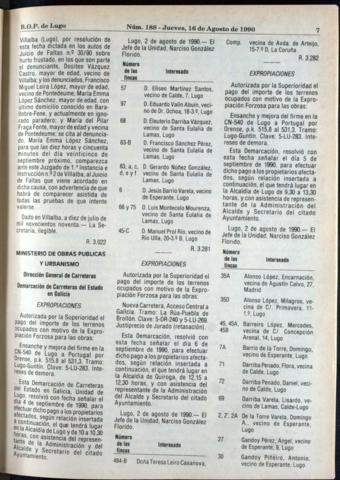 B.O.P. de Lugo
Núm. 188 - Jueves, 16 de Agosto de 1990
7
Villalba (Lugo), por resolución de
esta fecha dictada en los autos de
Juicio de Faltas n.º 30/90 sobre
hurto frustado, en los que son parte
el denunciante, Dositeo Vázquez
Castro, mayor de edad, vecino de
Villalba; y los denunciados: Francisco
Miguel Leira López, mayor de edad,
vecino de Pontedeume; María Emma
López Sánchez, mayor de edad, con
último domicilio conocido en Barallobre-Fene,
y actualmente en ignorado
paradero; y María del Pilar
Fraga Fonte, mayor de edad y vecina
de Pontedeume; se cita al denunciada
María Emma López Sánchez,
para que las diez horas y cincuenta
minutos del día veinticinco de
septiembre próximo, comparezca
ante este Juzgado de 1.ª Instancia e
Instrucción n.º 2 de Villalba, al Juicio
de Faltas que viene acordado en
dicha causa, con advertencia de que
habrá de comparecer asistida de
todas las pruebas de que intente
valerse.
Dado en Villalba, a diez de julio de
mil novecientos noventa.— La Secretaria,
ilegible.
R. 3.022
MINISTERIO DE OBRAS PUBLICAS
Y URBANISMO
Dirección General de Carreteras
Demarcación de Carreteras del Estado
en Galicia
EXPROPIACIONES
Autorizada por la Superioridad el
pago del importe de los terrenos
ocupados con motivo de la Expropiación
Forzosa para las obras:
Ensanche y mejora del firme en la
CN-540 de Lugo a Portugal por
Orense, p.k. 515,8 al 531,3. Tramo:
Lugo-Guntín. Clave: 5-LU-283. Intereses
de demora.
Esta Demarcación de Carreteras
del Estado en Galicia, Unidad de
Lugo, resolvió con fecha señalar el
día 4 de septiembre de 1990, para
efectuar dicho pago a los propietarios
afectados, según relación insertada
a continuación, el que tendrá lugar
en la Alcaldía de Lugo y de 10 a 10,30
horas, con asistencia del representante
de la Administración y del
Alcalde y Secretario del citado
Ayuntamiento.
Lugo, 2 de agosto de 1990.— El
Jefe de la Unidad, Narciso González
Florido.
Número de las fincas
Interesado
57 D. Eliseo Martínez Santos,
vecino de Calde, Lugo
97 D. Eduardo Valín Abuín, vecino
de Dr. Ochoa, 18-3.º, Lugo
68 D. Eleuterio Darriba Vázquez,
vecino de Santa Eulalia de
Lamas, Lugo
83-B D. Francisco Sánchez Pérez,
vecino de Santa Eulalia de
Lamas, Lugo
83, a, c, d, e y f D. Gerardo Núñez González,
vecino de Santa Eulalia de
Lamas, Lugo
6 D. Jesús Barrio Varela, vecino
de Esperante, Lugo
66 y 75 D. Luis Montecelo Mourenza,
vecino de Santa Eulalia de
Lamas, Lugo
45-C D. Manuel Prol Rio, vecino de
Río Ulla, 20-3.º B, Lugo
R. 3.281
EXPROPIACIONES
Autorizada por la Superioridad el
pago del importe de los terrenos
ocupados con motivo de la Expropiación
Forzosa para las obras:
Nueva Carretera. Acceso Central a
Galicia. Tramo: La Rúa-Puebla de
Brollón. Clave: 5-OR-240 y 5-LU-269.
Justiprecio de Jurado (retasación).
Esta Demarcación resolvió con
fecha señalar el día 6 de septiembre
de 1990, para efectuar
dicho pago a los propietarios afectados,
según relación insertada a
continuación, el que tendrá lugar en
la Alcaldía de Quiroga, de 12,15 a
12,30 horas, y con asistencia del
representante de la Administración
del Alcalde y Secretario del citado
Ayuntamiento.
Lugo, 2 de agosto de 1990.— El
Jefe de la Unidad, Narciso González
Florido.
Número de las fincas
Interesado
494-B Doña Teresa Leiro Casanova,
Comp. vecina de Avda. de Arteijo,
15-7.º D, La Coruña
R. 3.282
EXPROPIACIONES
Autorizada por la Superioridad el
pago del importe de los terrenos
ocupados con motivo de la Expropiación
Forzosa para las obras:
Ensanche y mejora del firme en la
CN-540 de Lugo a Portugal por
Orense, p.k. 515,8 al 531,3. Tramo:
Lugo-Guntín. Clave: 5-LU-283. Intereses
de demora.
Esta Demarcación, resolvió con
fecha señalar el día 5 de septiembre
de 1990, para efectuar
dicho pago a los propietarios afectados,
según relación insertada a
continuación, el que tendrá lugar en
la Alcaldía de Lugo de 9,30 a 13,30
horas, y con asistencia del representante
de la Administración y del
Alcalde y Secretario del citado
Ayuntamiento.
Lugo, 2 de agosto de 1990.— El
Jefe de la Unidad, Narciso González
Florido.
Número de las fincas
Interesado
35A Alonso López, Encarnación,
vecina de Agustín Calvo, 27,
Madrid
35D Alonso López, Milagros, vecina
de C/. Primavera, 11-1.º,
Lugo
45, 45A, 45B Barreiro López, Mercedes,
vecina de C/ Concepción
Arenal, 14, Lugo
7A Barrio de la Torre, Domingo,
vecino de Esperante, Lugo
71 Darriba Penado, Flora, vecina
de Calde, Lugo
72 Darriba Penado, Daniel, vecino
de Calde, Lugo
69 Darriba Varela, Lisardo, vecino
de Lamas, Calde-Lugo
2, 2', 2A De la Torre Varela, Domingo
A., vecino de Esperante,
Lugo
27 Gandoy Pérez, Angel, vecino
de Esperante, Lugo
30 Gandoy Piñeiro, Antonio,
vecino de Esperante, Lugo